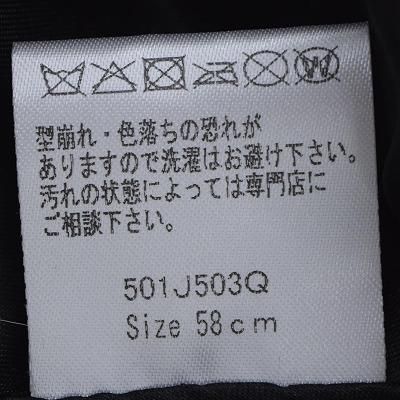 型崩れ・色落ちの恐れが
ありますので洗濯はお避け下さい。
汚れの状態によっては専門店に
ご相談下さい。
501J503Q
Size 58cm